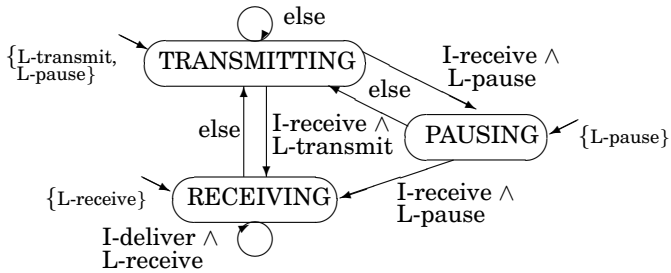 else
{L-transmit,
L-pause}
TRANSMITTING
I-receive ∧
L-pause
else
else
I-receive ∧
L-transmit
PAUSING
{L-pause}
{L-receive}
RECEIVING
I-receive ∧
L-pause
I-deliver ∧
L-receive